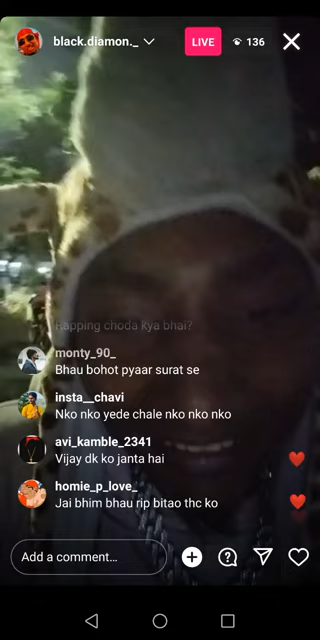 black.diamon._
LIVE
136
Rapping choda kya bhai?
monty_90_
Bhau bohot pyaar surat se
insta__chavi
Nko nko yede chale nko nko nko
avi_kamble_2341
Vijay dk ko janta hai
homie_p_love_
Jai bhim bhau rip bitao thc ko
Add a comment...